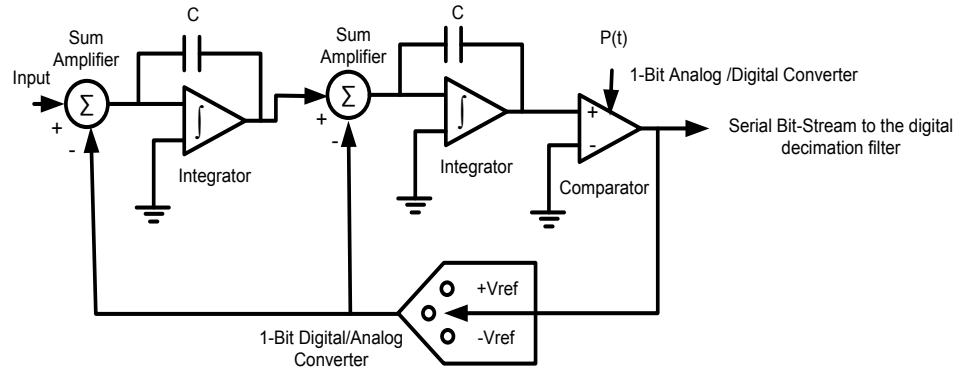 C
Sum
Amplifier
Input
Σ
+
-
∫
Integrator
C
Sum
Amplifier
Σ
+
-
∫
Integrator
P(t)
1-Bit Analog /Digital Converter
+
-
Comparator
Serial Bit-Stream to the digital
decimation filter
+Vref
-Vref
1-Bit Digital/Analog
Converter